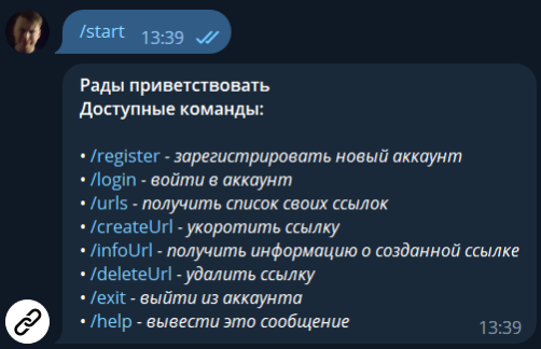 /start 13:39
Рады приветствовать
Доступные команды:
• /register - зарегистрировать новый аккаунт
• /login - войти в аккаунт
• /urls - получить список своих ссылок
• /createUrl - укоротить ссылку
• /infoUrl - получить информацию о созданной ссылке
• /deleteUrl - удалить ссылку
• /exit - выйти из аккаунта
• /help - вывести это сообщение
13:39